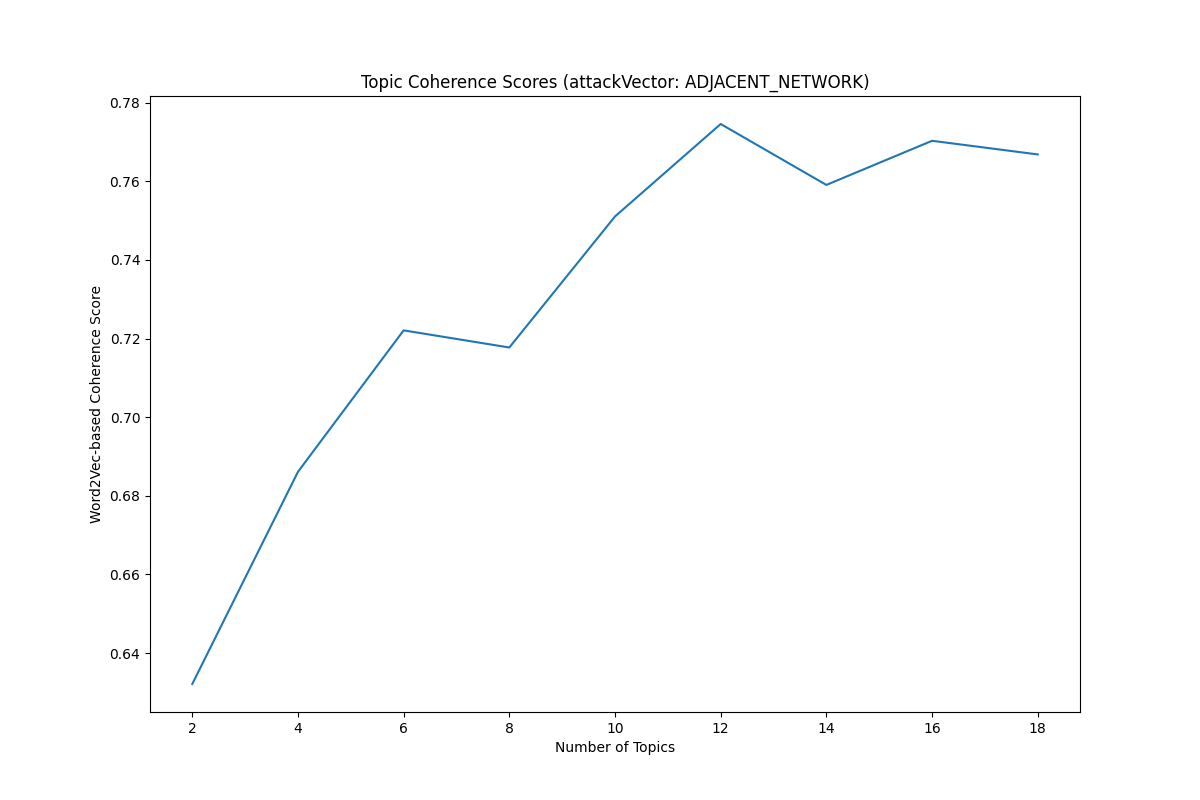 Topic Coherence Scores (attackVector: ADJACENT_NETWORK)
0.78
0.76
0.74
0.72
0.70
0.68
0.66
0.64
Word2Vec-based Coherence Score
2 4 6 8 10 12 14 16 18
Number of Topics